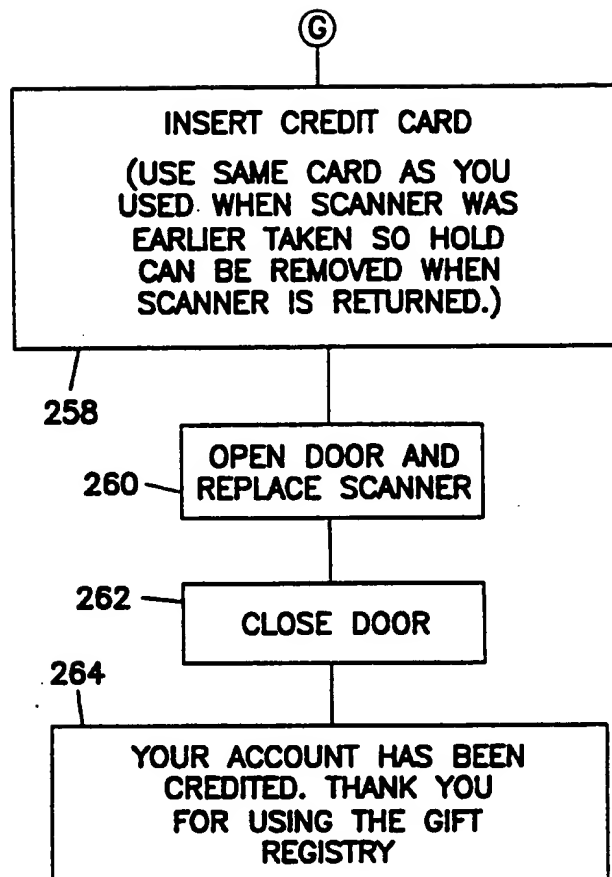 G
INSERT CREDIT CARD
(USE SAME CARD AS YOU
USED WHEN SCANNER WAS
EARLIER TAKEN SO HOLD
CAN BE REMOVED WHEN
SCANNER IS RETURNED.)
258
OPEN DOOR AND
REPLACE SCANNER
260
262
CLOSE DOOR
264
YOUR ACCOUNT HAS BEEN
CREDITED. THANK YOU
FOR USING THE GIFT
REGISTRY